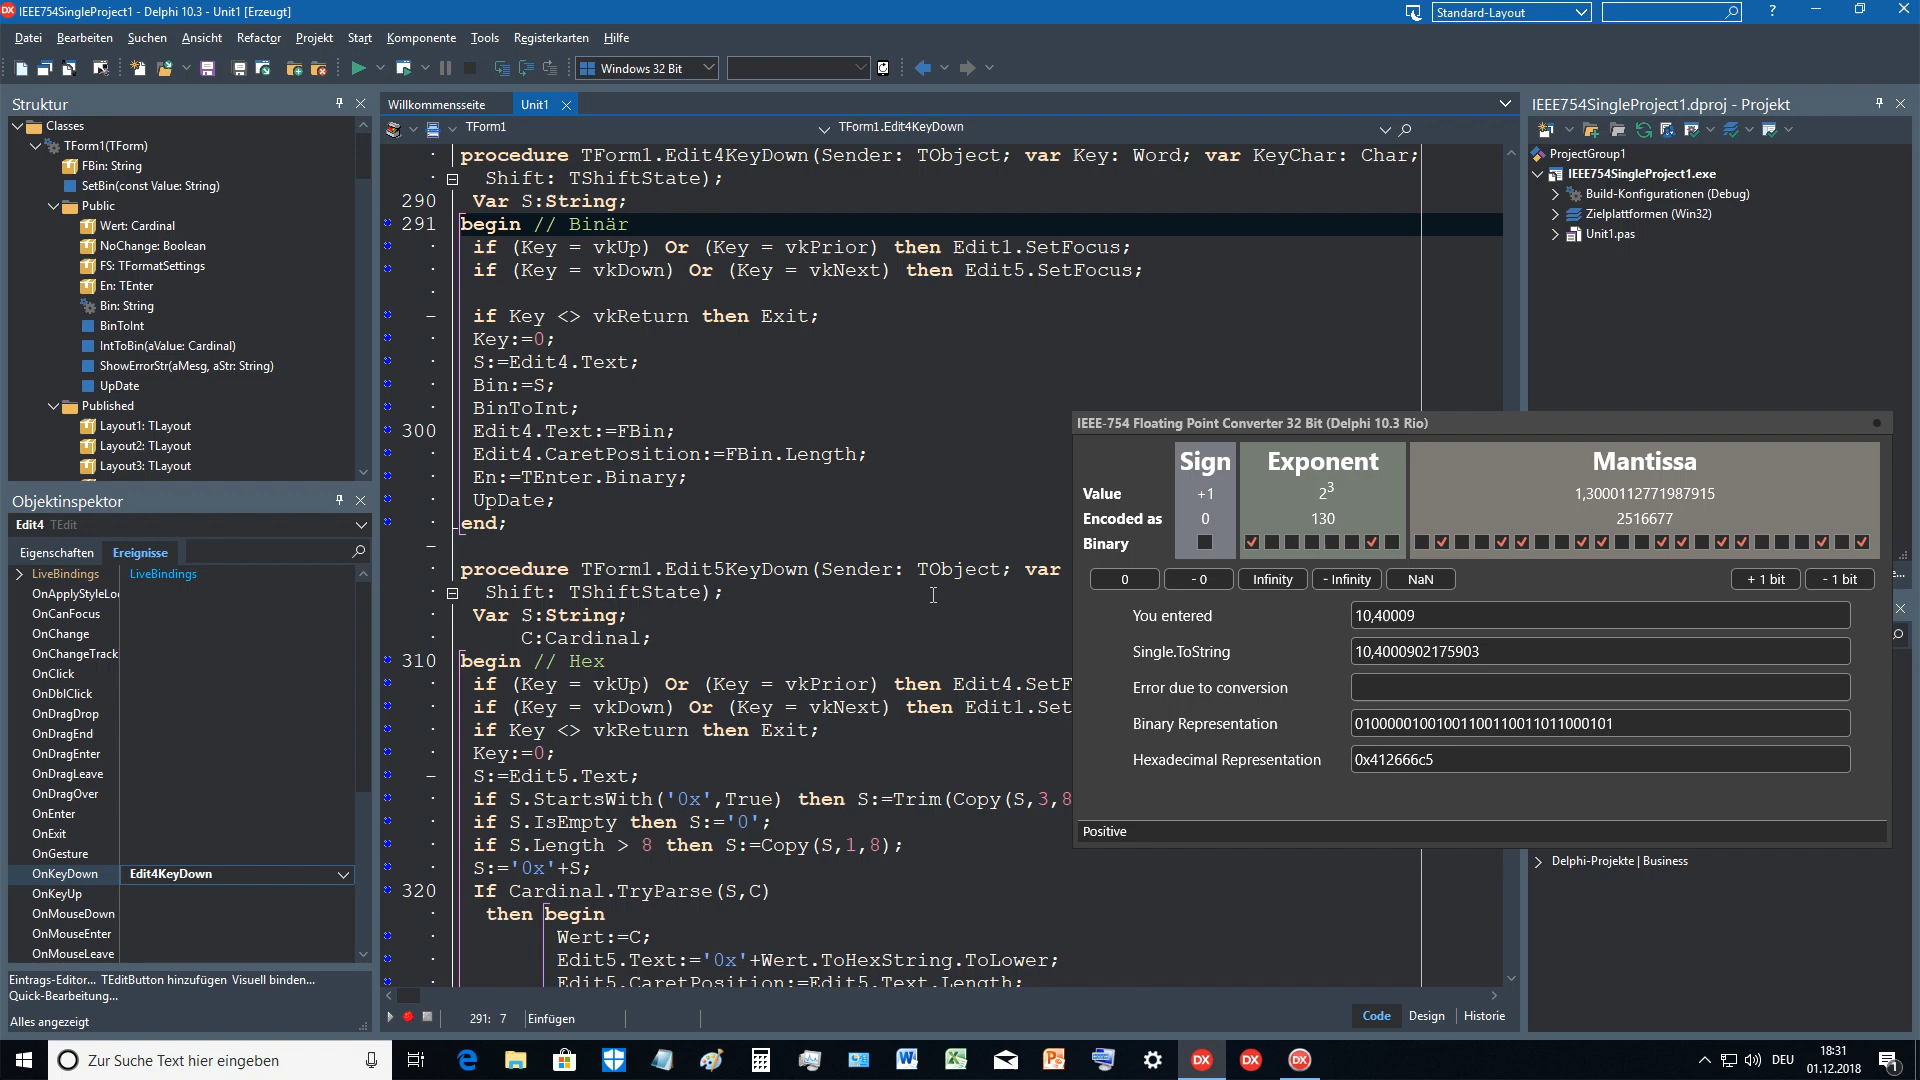 IEEE754SingleProject1 - Delphi 10.3 - Unit1 [Erzeugt]
Standard-Layout
Datei Bearbeiten Suchen Ansicht Refactor Projekt Start Komponente Tools Registerkarten Hilfe
Windows 32 Bit
Struktur
Classes
TForm1(TForm)
FBin: String
SetBin(const Value: String)
Public
Wert: Cardinal
NoChange: Boolean
FS: TFormatSettings
En: TEnter
Bin: String
BinToInt
IntToBin(aValue: Cardinal)
ShowErrorStr(aMesg, aStr: String)
UpDate
Published
Layout1: TLayout
Layout2: TLayout
Layout3: TLayout
Objektinspektor
Edit4 TEdit
Eigenschaften Ereignisse
LiveBindings LiveBindings
OnApplyStyleLo
OnCanFocus
OnChange
OnChangeTrack
OnClick
OnDblClick
OnDragDrop
OnDragEnd
OnDragEnter
OnDragLeave
OnDragOver
OnEnter
OnExit
OnGesture
OnKeyDown Edit4KeyDown
OnKeyUp
OnMouseDown
OnMouseEnter
OnMouseLeave
Eintrags-Editor... TEditButton hinzufügen Visuell binden...
Quick-Bearbeitung...
Alles angezeigt
Willkommensseite Unit1
TForm1 TForm1.Edit4KeyDown
procedure TForm1.Edit4KeyDown(Sender: TObject; var Key: Word; var KeyChar: Char;
Shift: TShiftState);
290 Var S:String;
291 begin // Binär
if (Key = vkUp) Or (Key = vkPrior) then Edit1.SetFocus;
if (Key = vkDown) Or (Key = vkNext) then Edit5.SetFocus;
if Key <> vkReturn then Exit;
Key:=0;
S:=Edit4.Text;
Bin:=S;
BinToInt;
300 Edit4.Text:=FBin;
Edit4.CaretPosition:=FBin.Length;
En:=TEnter.Binary;
UpDate;
end;
procedure TForm1.Edit5KeyDown(Sender: TObject; var
Shift: TShiftState);
Var S:String;
C:Cardinal;
310 begin // Hex
if (Key = vkUp) Or (Key = vkPrior) then Edit4.SetF
if (Key = vkDown) Or (Key = vkNext) then Edit1.Set
if Key <> vkReturn then Exit;
Key:=0;
S:=Edit5.Text;
if S.StartsWith('0x',True) then S:=Trim(Copy(S,3,8
if S.IsEmpty then S:='0';
if S.Length > 8 then S:=Copy(S,1,8);
S:='0x'+S;
320 If Cardinal.TryParse(S,C)
then begin
Wert:=C;
Edit5.Text:='0x'+Wert.ToHexString.ToLower;
Edit5.CaretPosition:=Edit5.Text.Length;
291: 7 Einfügen
Code Design Historie
IEEE754SingleProject1.dproj - Projekt
ProjectGroup1
IEEE754SingleProject1.exe
Build-Konfigurationen (Debug)
Zielplattformen (Win32)
Unit1.pas
Delphi-Projekte | Business
IEEE-754 Floating Point Converter 32 Bit (Delphi 10.3 Rio)
Sign Exponent Mantissa
Value +1 2³ 1,3000112771987915
Encoded as 0 130 2516677
Binary
0 - 0 Infinity - Infinity NaN + 1 bit - 1 bit
You entered 10,40009
Single.ToString 10,4000902175903
Error due to conversion
Binary Representation 01000001001001100110011011000101
Hexadecimal Representation 0x412666c5
Positive
Zur Suche Text hier eingeben
DEU
18:31
01.12.2018